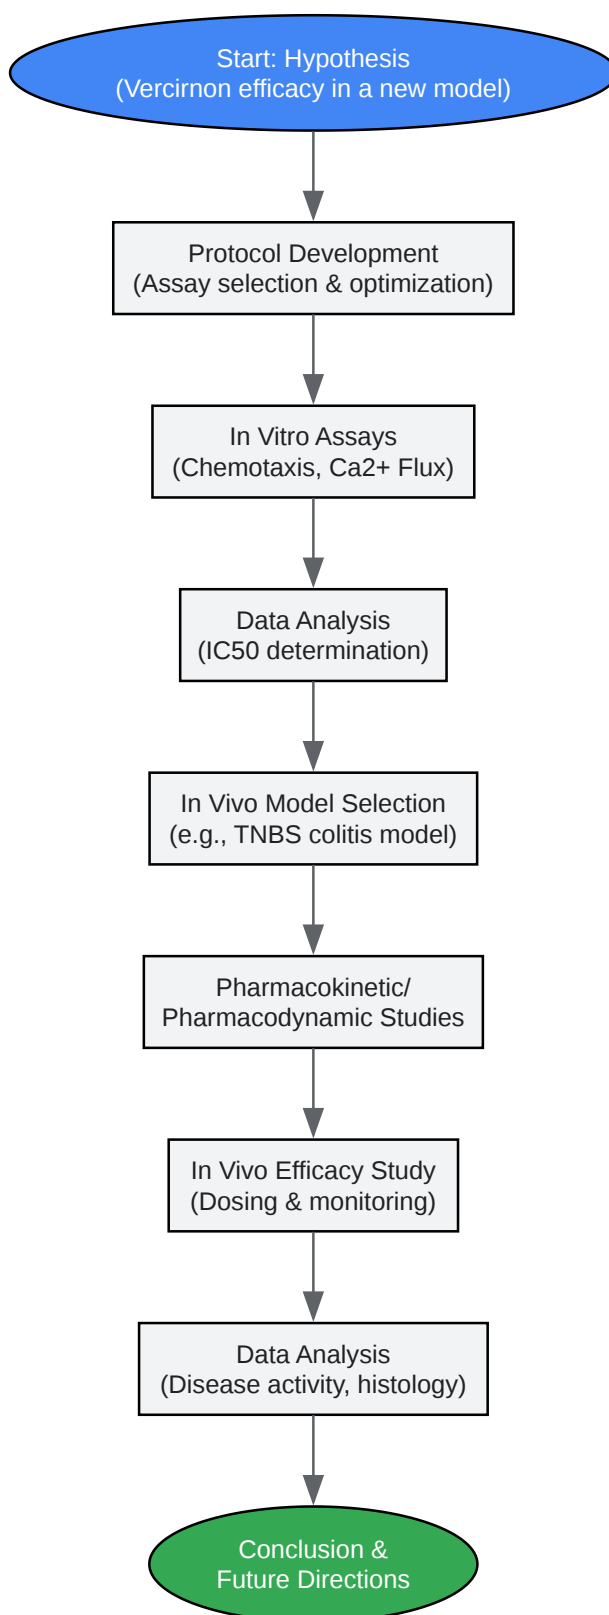 Start: Hypothesis
(Vercirnon efficacy in a new model)
Protocol Development
(Assay selection & optimization)
In Vitro Assays
(Chemotaxis, Ca2+ Flux)
Data Analysis
(IC50 determination)
In Vivo Model Selection
(e.g., TNBS colitis model)
Pharmacokinetic/
Pharmacodynamic Studies
In Vivo Efficacy Study
(Dosing & monitoring)
Data Analysis
(Disease activity, histology)
Conclusion &
Future Directions